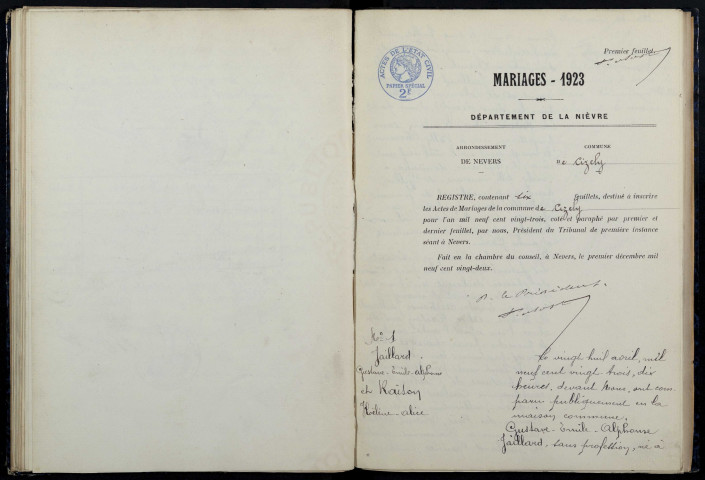 Premier feuillet
ACTES DE L'ÉTAT CIVIL
PAPIER SPÉCIAL
2f
MARIAGES - 1923
DÉPARTEMENT DE LA NIÈVRE
ARRONDISSEMENT
DE NEVERS
COMMUNE
de Cizely
REGISTRE, contenant six feuillets, destiné à inscrire
les Actes de Mariages de la commune de Cizely
pour l'an mil neuf cent vingt-trois, coté et paraphé par premier et
dernier feuillet, par nous, Président du Tribunal de première instance
séant à Nevers.
Fait en la chambre du conseil, à Nevers, le premier décembre mil
neuf cent vingt-deux.
P. le Président.
Jaillard.
Gustave-Emile-Alphonse
et Raison
Hélène-Alice
Le vingt huit avril, mil
neuf cent vingt trois, dix
heures, devant Nous, ont com
paru publiquement en la
maison commune,
Gustave-Emile-Alphonse
Jaillard, sans profession, né à